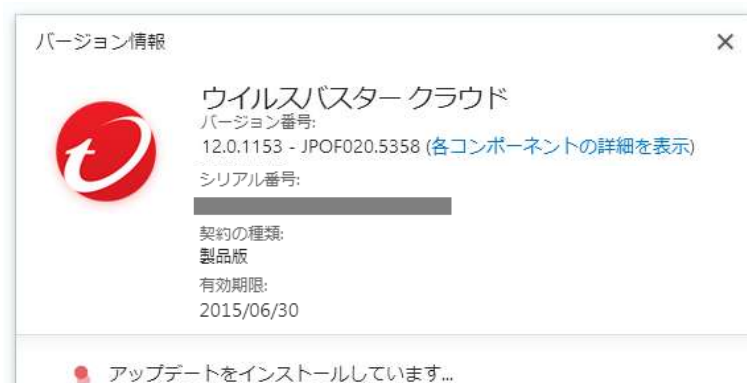 バージョン情報
ウイルスバスター クラウド
バージョン番号:
12.0.1153 - JPOF020.5358 (各コンポーネントの詳細を表示)
シリアル番号:
契約の種類:
製品版
有効期限:
2015/06/30
アップデートをインストールしています...